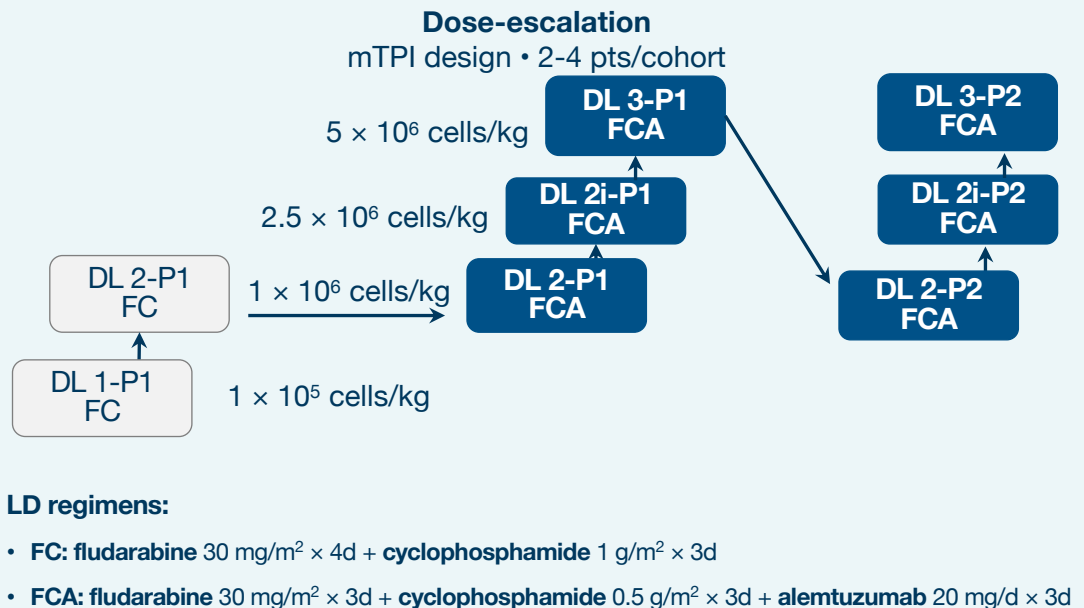 Dose-escalation
mTPI design • 2-4 pts/cohort
DL 3-P1
FCA
DL 3-P2
FCA
5 × 10⁶ cells/kg
DL 2i-P1
FCA
DL 2i-P2
FCA
2.5 × 10⁶ cells/kg
DL 2-P1
FC
1 × 10⁶ cells/kg
DL 2-P1
FCA
DL 2-P2
FCA
DL 1-P1
FC
1 × 10⁵ cells/kg
LD regimens:
• FC: fludarabine 30 mg/m² × 4d + cyclophosphamide 1 g/m² × 3d
• FCA: fludarabine 30 mg/m² × 3d + cyclophosphamide 0.5 g/m² × 3d + alemtuzumab 20 mg/d × 3d